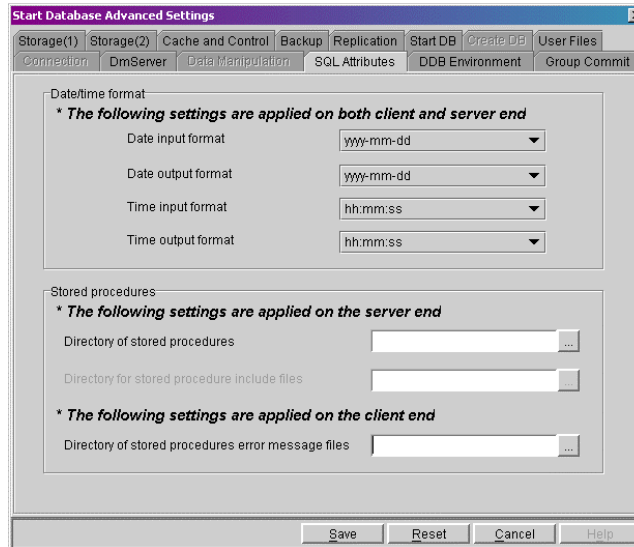 Start Database Advanced Settings
Storage(1) Storage(2) Cache and Control Backup Replication Start DB Create DB User Files
Connection DmServer Data Manipulation SQL Attributes DDB Environment Group Commit
Date/time format
* The following settings are applied on both client and server end
Date input format yyyy-mm-dd
Date output format yyyy-mm-dd
Time input format hh:mm:ss
Time output format hh:mm:ss
Stored procedures
* The following settings are applied on the server end
Directory of stored procedures ...
Directory for stored procedure include files ...
* The following settings are applied on the client end
Directory of stored procedures error message files ...
Save Reset Cancel Help